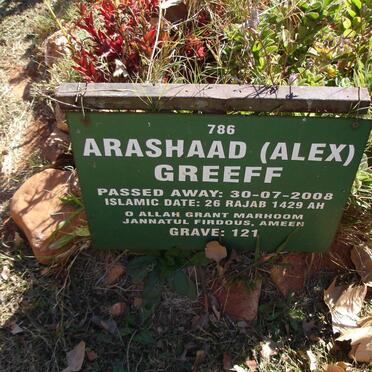 786
ARASHAAD (ALEX)
GREEFF
PASSED AWAY: 30-07-2008
ISLAMIC DATE: 26 RAJAB 1429 AH
O ALLAH GRANT MARHOOM
JANNATUL FIRDOUS, AMEEN
GRAVE: 121